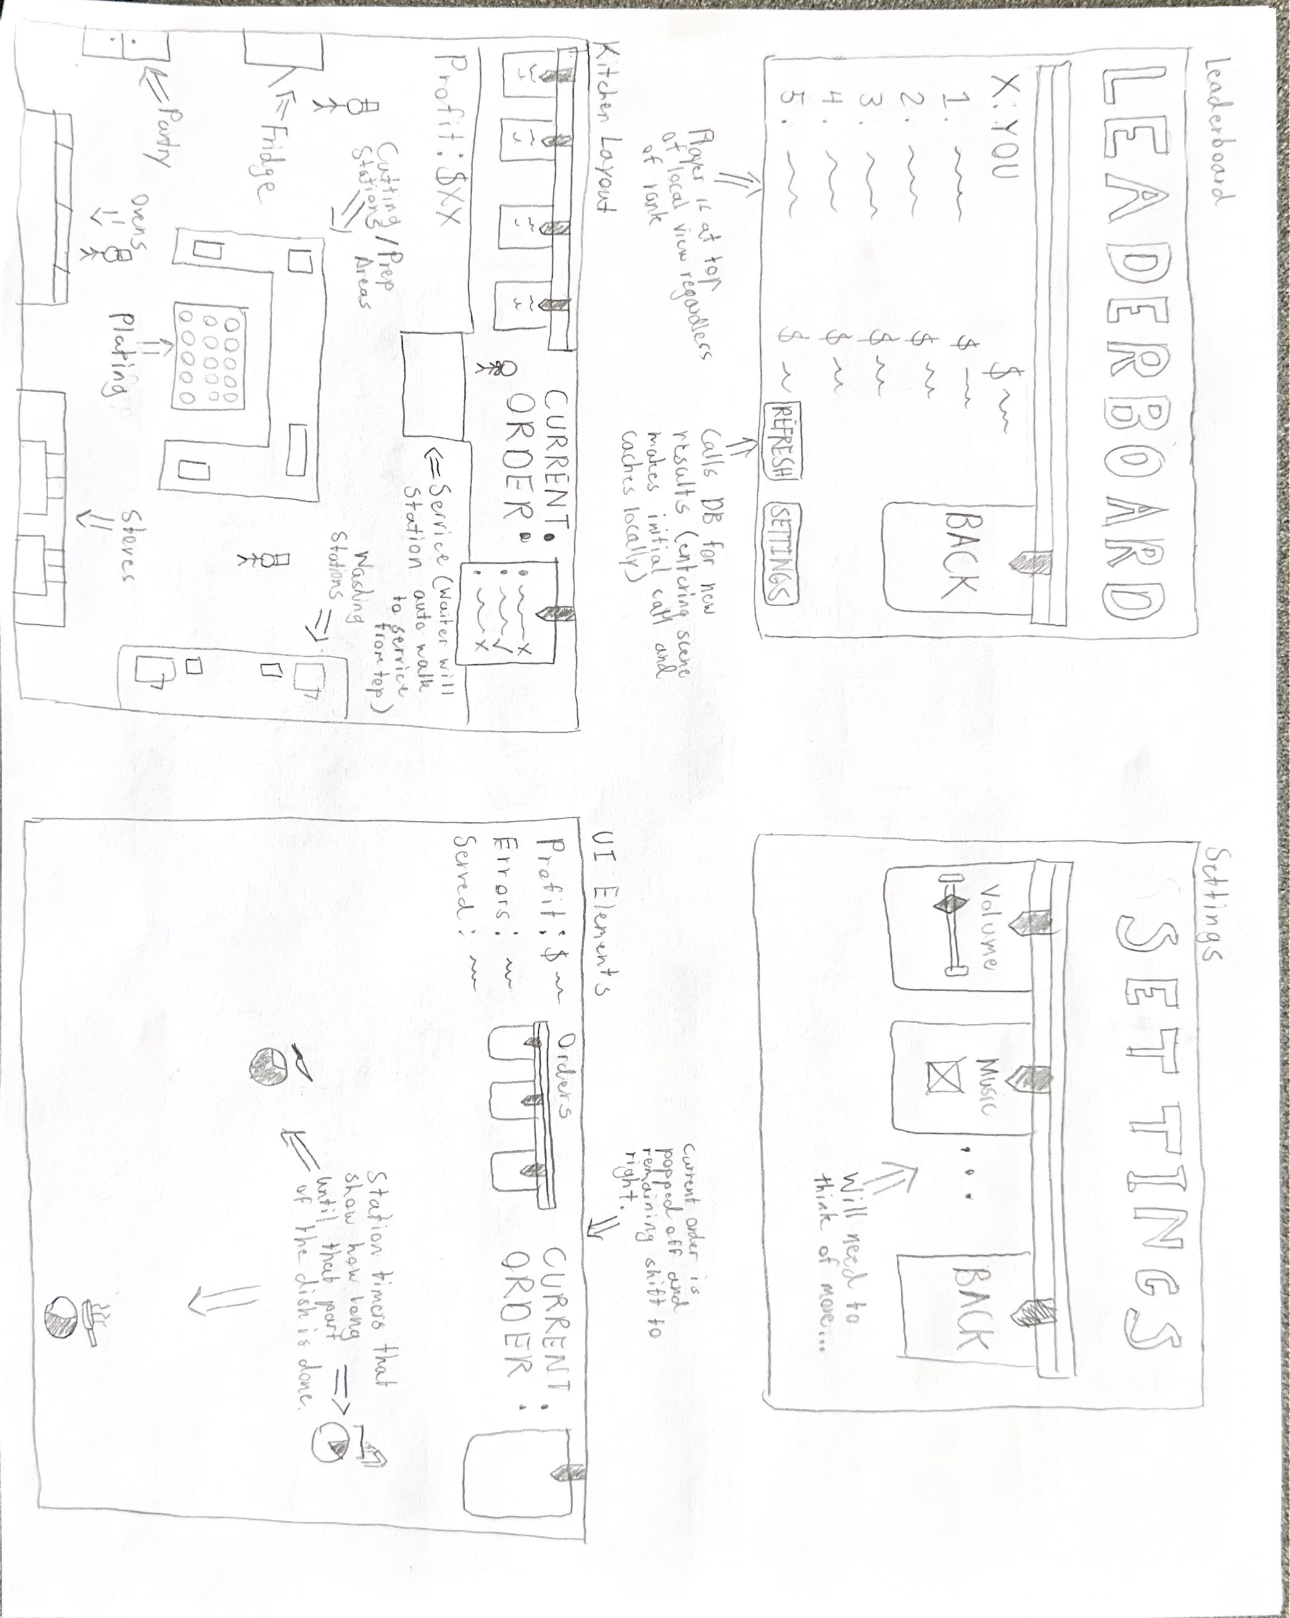 Leaderboard
LEADERBOARD
X: YOU $
1. $
2. $
3. $
4. $
5. $
BACK
REFRESH
SETTINGS
Player is at top
of local view regardless
of rank
Calls DB for new
results (entering scene
makes initial call and
caches locally)
Settings
SETTINGS
Volume
Music
...
BACK
Will need to
think of more...
Kitchen Layout
CURRENT
ORDER:
Profit: $XX
Service (Waiter will
Station auto walk
to service
from top)
Cutting/Prep
Stations Areas
Fridge
Pantry
Washing
Stations
Ovens
Plating
Stoves
UI Elements
current order is
popped off and
remaining shift to
right.
Profit: $
Errors:
Served:
Orders
CURRENT
ORDER:
Station timers that
show how long
until that part
of the dish is done.